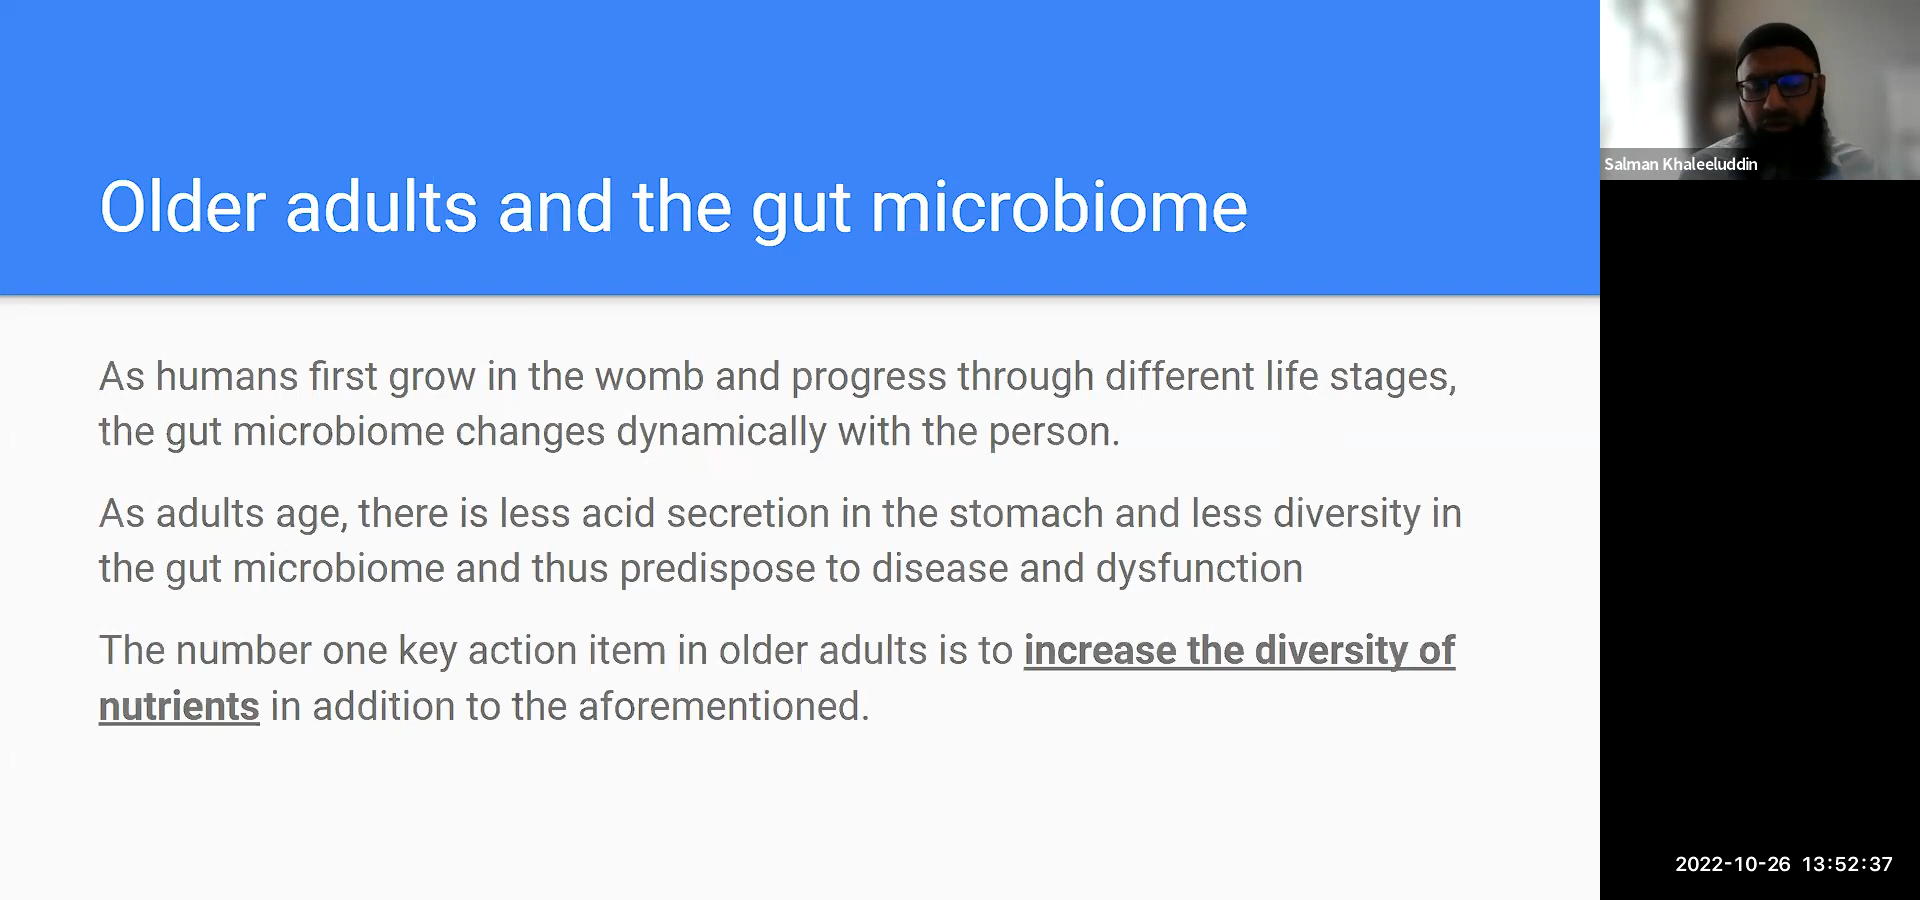 Older adults and the gut microbiome
Salman Khaleeluddin
As humans first grow in the womb and progress through different life stages,
the gut microbiome changes dynamically with the person.
As adults age, there is less acid secretion in the stomach and less diversity in
the gut microbiome and thus predispose to disease and dysfunction
The number one key action item in older adults is to increase the diversity of
nutrients in addition to the aforementioned.
2022-10-26 13:52:37